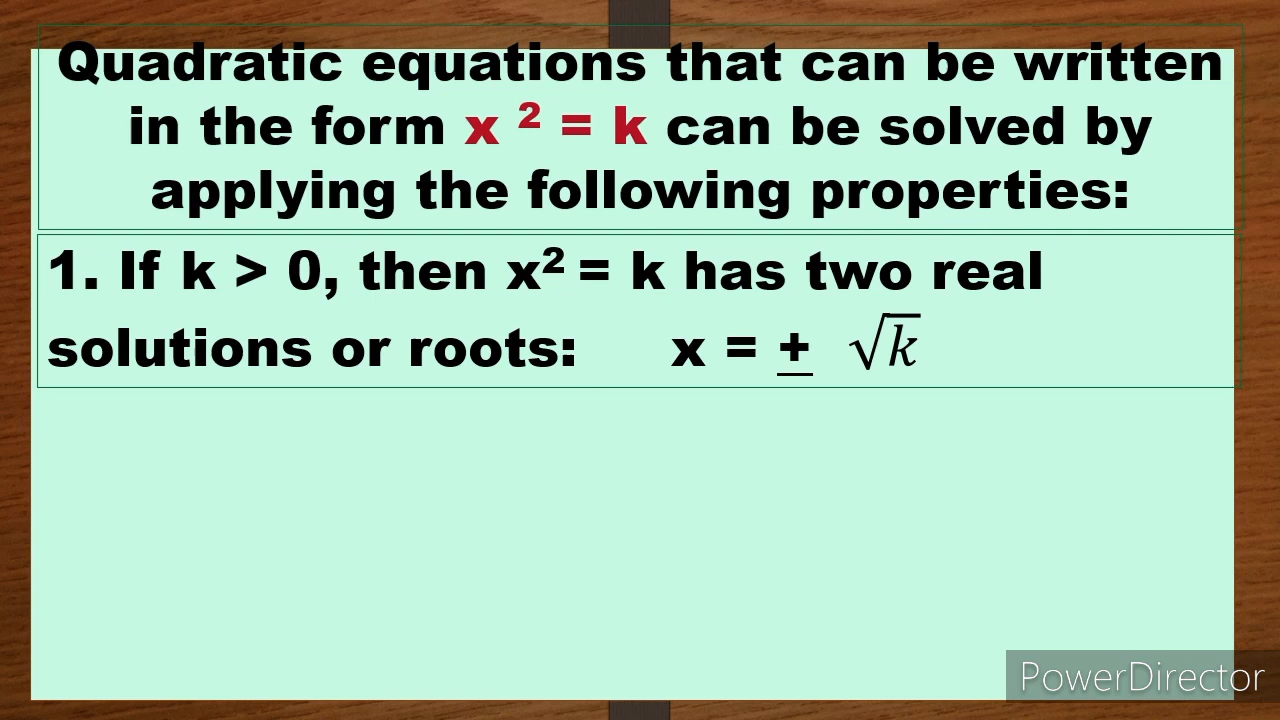 Quadratic equations that can be written
in the form x ² = k can be solved by
applying the following properties:
1. If k > 0, then x² = k has two real
solutions or roots: x = ± √k
PowerDirector